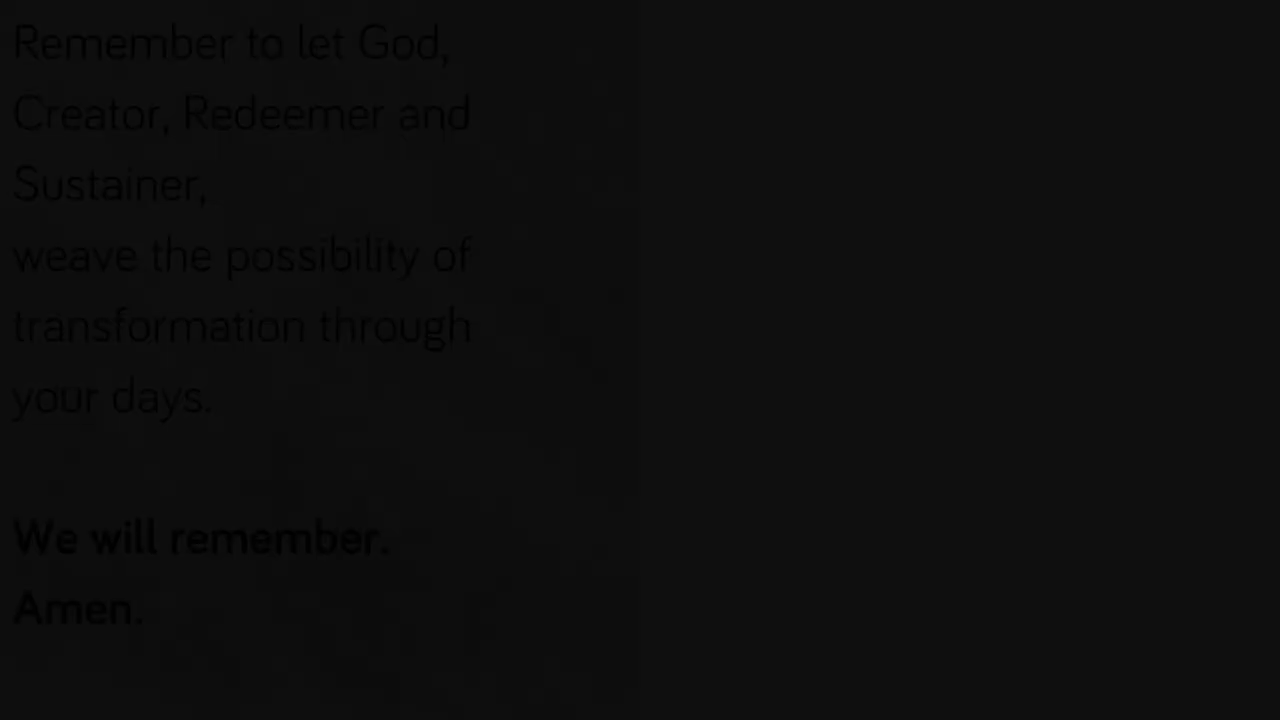 Remember to let God,
Creator, Redeemer and
Sustainer,
weave the possibility of
transformation through
your days.
We will remember.
Amen.